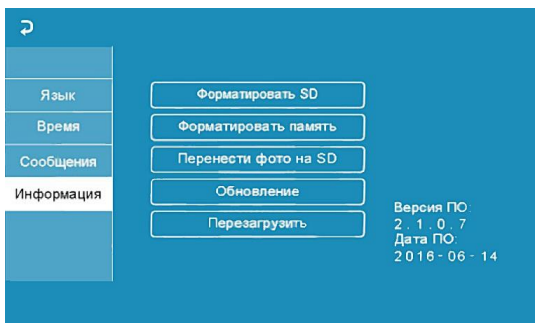 Язык
Время
Сообщения
Информация
Форматировать SD
Форматировать память
Перенести фото на SD
Обновление
Перезагрузить
Версия ПО:
2.1.0.7
Дата ПО:
2016-06-14